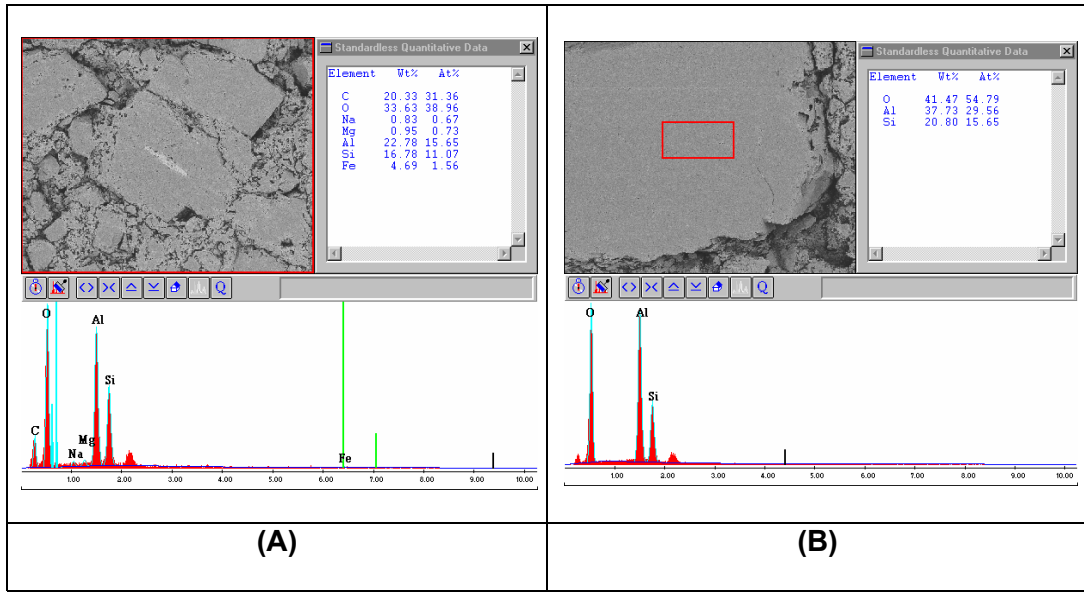 Standardless Quantitative Data
Element Wt% At%
C 20.33 31.36
O 33.63 38.96
Na 0.83 0.67
Mg 0.95 0.73
Al 22.78 15.65
Si 16.78 11.07
Fe 4.69 1.56
Q
O
Al
Si
C
Mg
Na
Fe
1.00 2.00 3.00 4.00 5.00 6.00 7.00 8.00 9.00 10.00
(A)
Standardless Quantitative Data
Element Wt% At%
O 41.47 54.79
Al 37.73 29.56
Si 20.80 15.65
Q
O
Al
Si
1.00 2.00 3.00 4.00 5.00 6.00 7.00 8.00 9.00 10.00
(B)